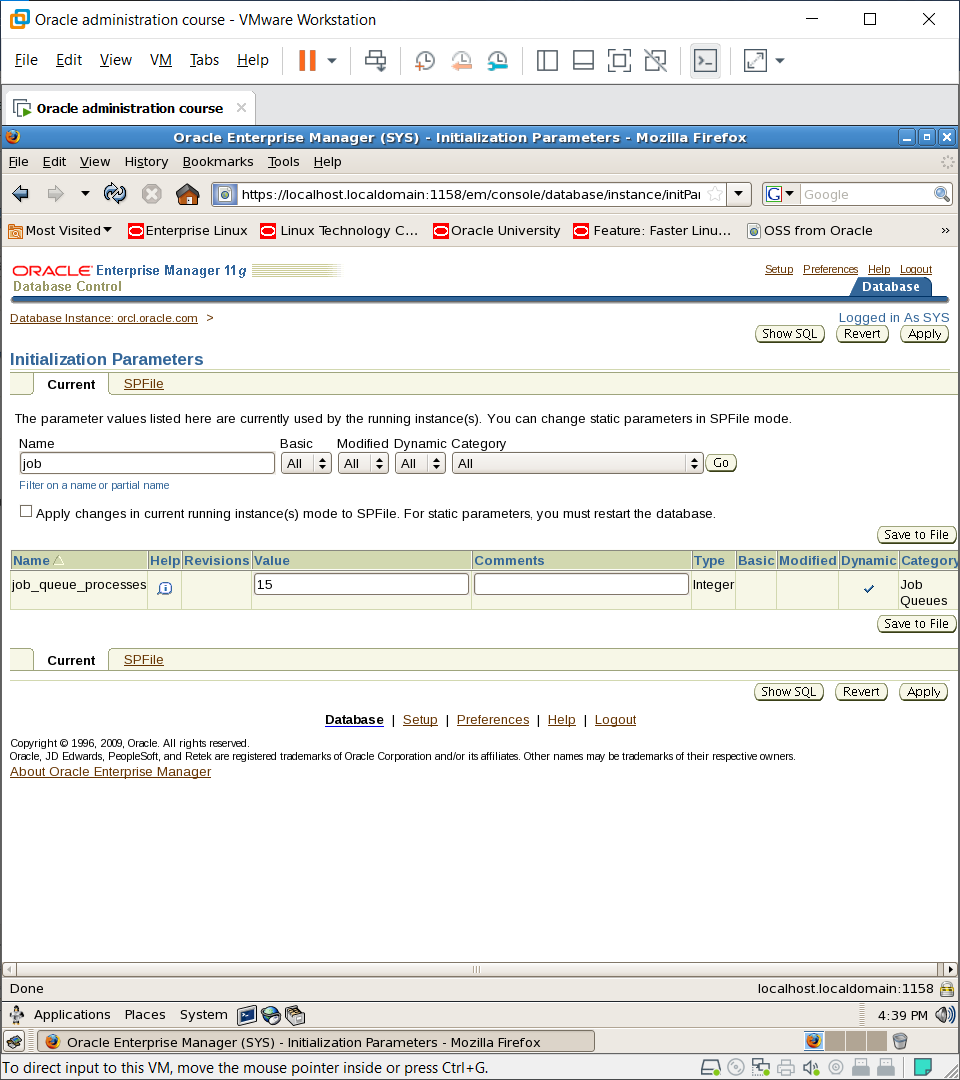 Oracle administration course - VMware Workstation
File Edit View VM Tabs Help
Oracle administration course
Oracle Enterprise Manager (SYS) - Initialization Parameters - Mozilla Firefox
File Edit View History Bookmarks Tools Help
https://localhost.localdomain:1158/em/console/database/instance/initPar
G Google
Most Visited Enterprise Linux Linux Technology C... Oracle University Feature: Faster Linu... OSS from Oracle »
ORACLE Enterprise Manager 11g
Database Control
Setup Preferences Help Logout
Database
Database Instance: orcl.oracle.com >
Logged in As SYS
Show SQL Revert Apply
Initialization Parameters
Current SPFile
The parameter values listed here are currently used by the running instance(s). You can change static parameters in SPFile mode.
Name Basic Modified Dynamic Category
job All All All All Go
Filter on a name or partial name
Apply changes in current running instance(s) mode to SPFile. For static parameters, you must restart the database.
Save to File
Name Help Revisions Value Comments Type Basic Modified Dynamic Category
job_queue_processes 15 Integer Job
Queues
Save to File
Current SPFile
Show SQL Revert Apply
Database | Setup | Preferences | Help | Logout
Copyright © 1996, 2009, Oracle. All rights reserved.
Oracle, JD Edwards, PeopleSoft, and Retek are registered trademarks of Oracle Corporation and/or its affiliates. Other names may be trademarks of their respective owners.
About Oracle Enterprise Manager
Done
localhost.localdomain:1158
Applications Places System
4:39 PM
Oracle Enterprise Manager (SYS) - Initialization Parameters - Mozilla Firefox
To direct input to this VM, move the mouse pointer inside or press Ctrl+G.